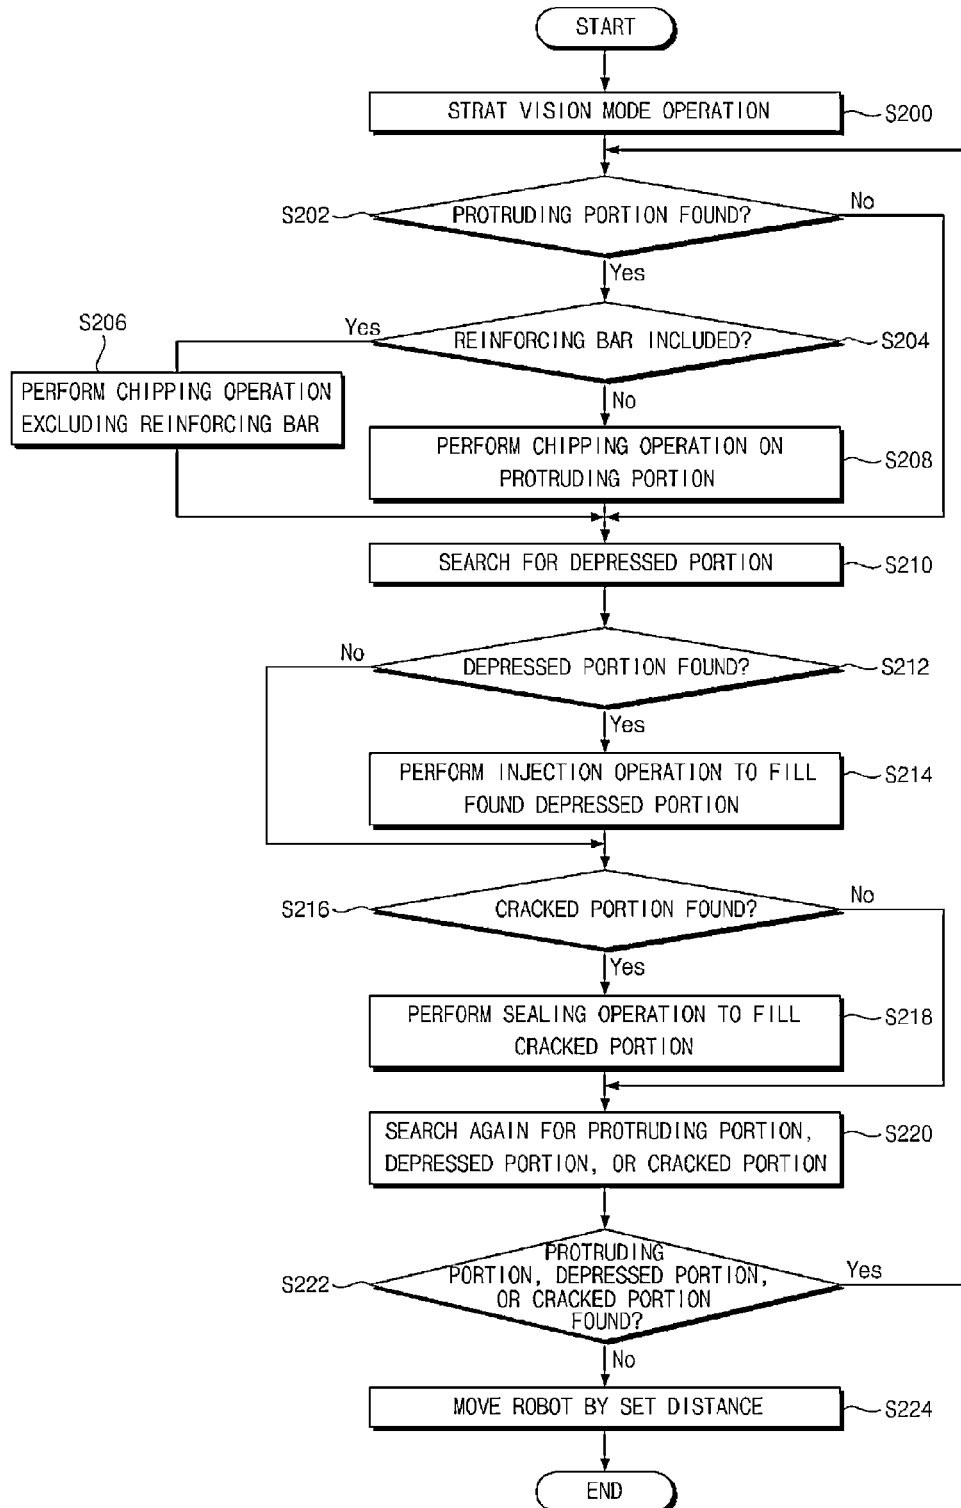 START
STRAT VISION MODE OPERATION
S200
S202
PROTRUDING PORTION FOUND?
No
Yes
S206
Yes
REINFORCING BAR INCLUDED?
S204
PERFORM CHIPPING OPERATION
EXCLUDING REINFORCING BAR
No
PERFORM CHIPPING OPERATION ON
PROTRUDING PORTION
S208
SEARCH FOR DEPRESSED PORTION
S210
No
DEPRESSED PORTION FOUND?
S212
Yes
PERFORM INJECTION OPERATION TO FILL
FOUND DEPRESSED PORTION
S214
S216
CRACKED PORTION FOUND?
No
Yes
PERFORM SEALING OPERATION TO FILL
CRACKED PORTION
S218
SEARCH AGAIN FOR PROTRUDING PORTION,
DEPRESSED PORTION, OR CRACKED PORTION
S220
S222
PROTRUDING
PORTION, DEPRESSED PORTION,
OR CRACKED PORTION
FOUND?
Yes
No
MOVE ROBOT BY SET DISTANCE
S224
END